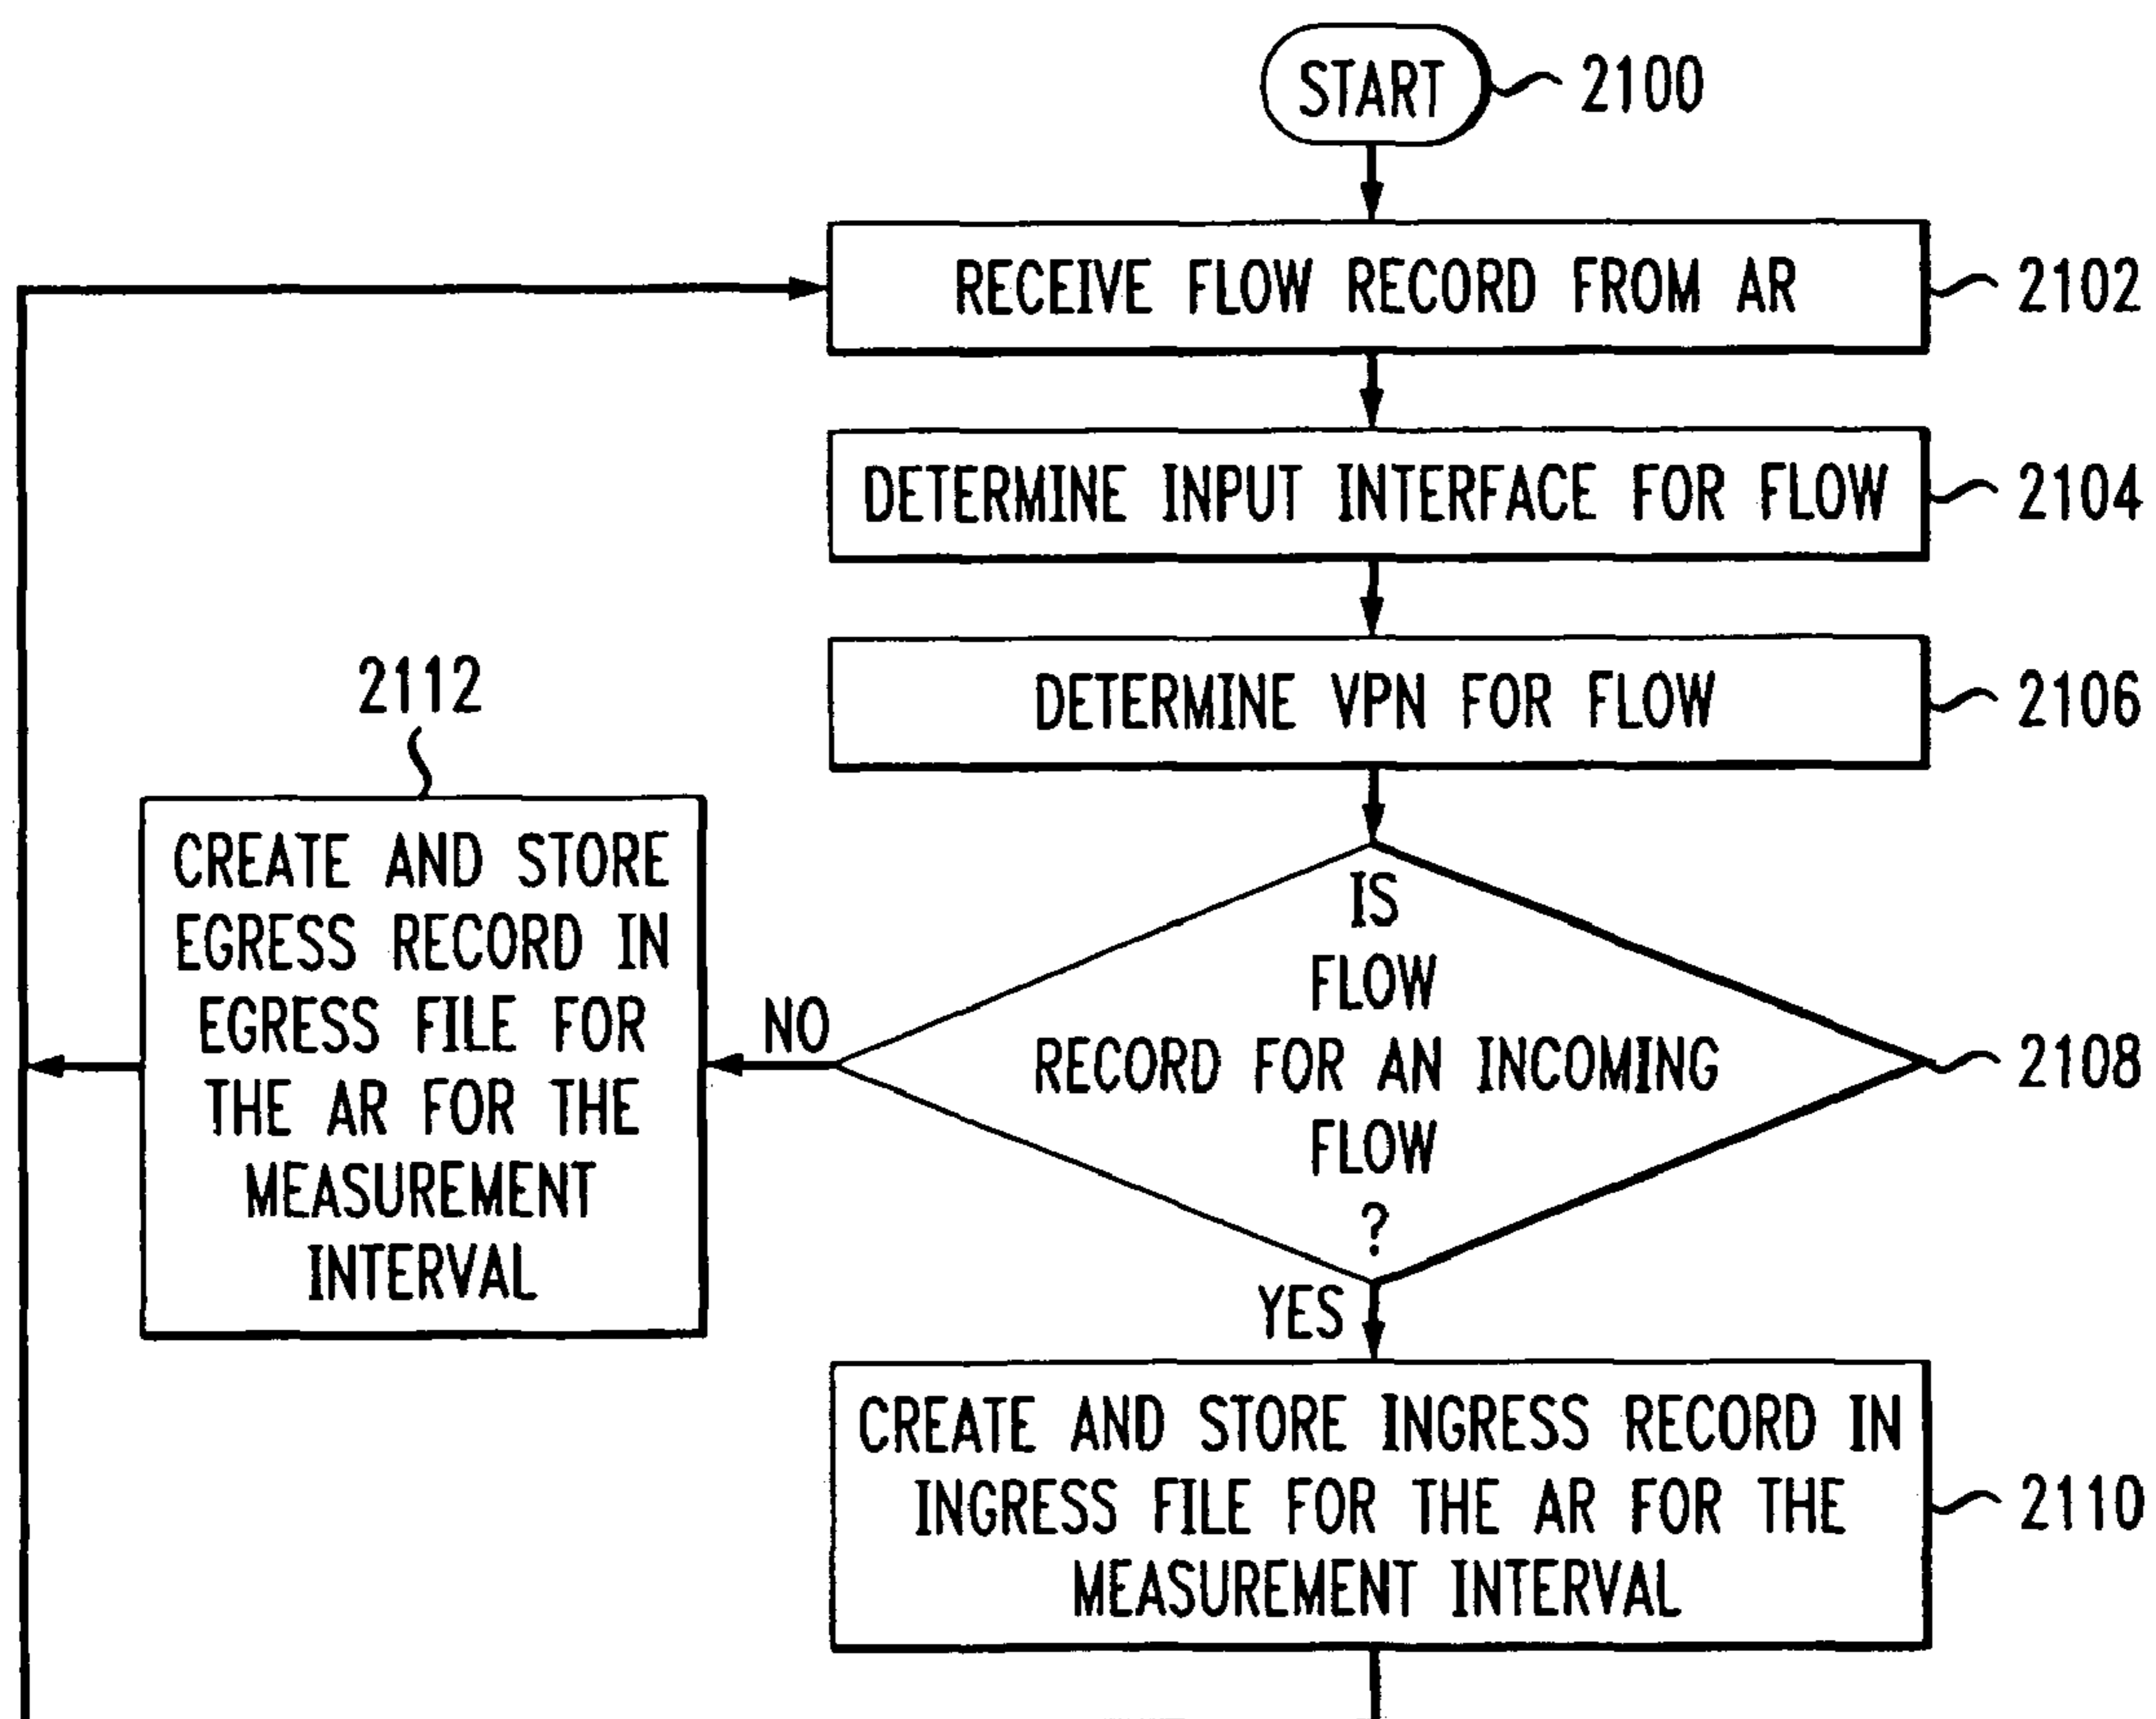 START
2100
RECEIVE FLOW RECORD FROM AR
2102
DETERMINE INPUT INTERFACE FOR FLOW
2104
DETERMINE VPN FOR FLOW
2106
2112
CREATE AND STORE
EGRESS RECORD IN
EGRESS FILE FOR
THE AR FOR THE
MEASUREMENT
INTERVAL
NO
IS
FLOW
RECORD FOR AN INCOMING
FLOW
?
2108
YES
CREATE AND STORE INGRESS RECORD IN
INGRESS FILE FOR THE AR FOR THE
MEASUREMENT INTERVAL
2110